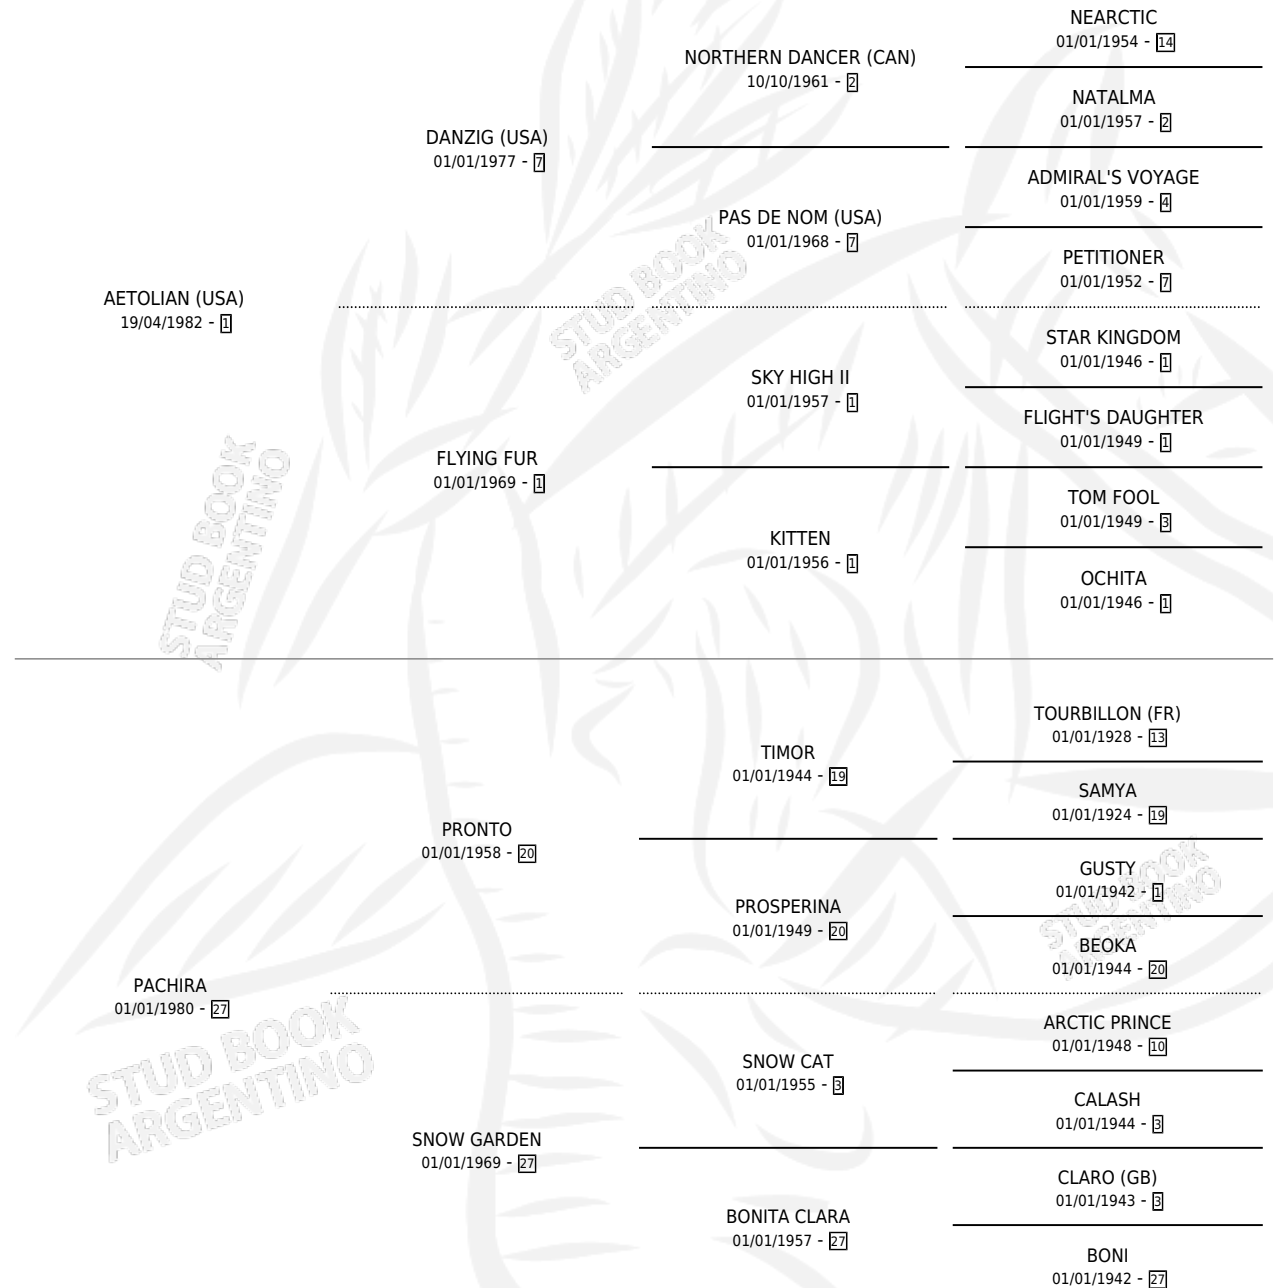 NEARCTIC
01/01/1954 - 14
NORTHERN DANCER (CAN)
10/10/1961 - 2
NATALMA
01/01/1957 - 2
DANZIG (USA)
01/01/1977 - 7
ADMIRAL'S VOYAGE
01/01/1959 - 4
PAS DE NOM (USA)
01/01/1968 - 7
PETITIONER
01/01/1952 - 7
AETOLIAN (USA)
19/04/1982 - 1
STAR KINGDOM
01/01/1946 - 1
SKY HIGH II
01/01/1957 - 1
FLIGHT'S DAUGHTER
01/01/1949 - 1
FLYING FUR
01/01/1969 - 1
TOM FOOL
01/01/1949 - 3
KITTEN
01/01/1956 - 1
OCHITA
01/01/1946 - 1
TOURBILLON (FR)
01/01/1928 - 13
TIMOR
01/01/1944 - 19
SAMYA
01/01/1924 - 19
PRONTO
01/01/1958 - 20
GUSTY
01/01/1942 - 1
PROSPERINA
01/01/1949 - 20
BEOKA
01/01/1944 - 20
PACHIRA
01/01/1980 - 27
ARCTIC PRINCE
01/01/1948 - 10
SNOW CAT
01/01/1955 - 3
CALASH
01/01/1944 - 3
SNOW GARDEN
01/01/1969 - 27
CLARO (GB)
01/01/1943 - 3
BONITA CLARA
01/01/1957 - 27
BONI
01/01/1942 - 27
STUD BOOK
ARGENTINO
STUD BOOK
ARGENTINO
STUD BOOK
ARGENTINO
STUD BOOK
ARGENTINO